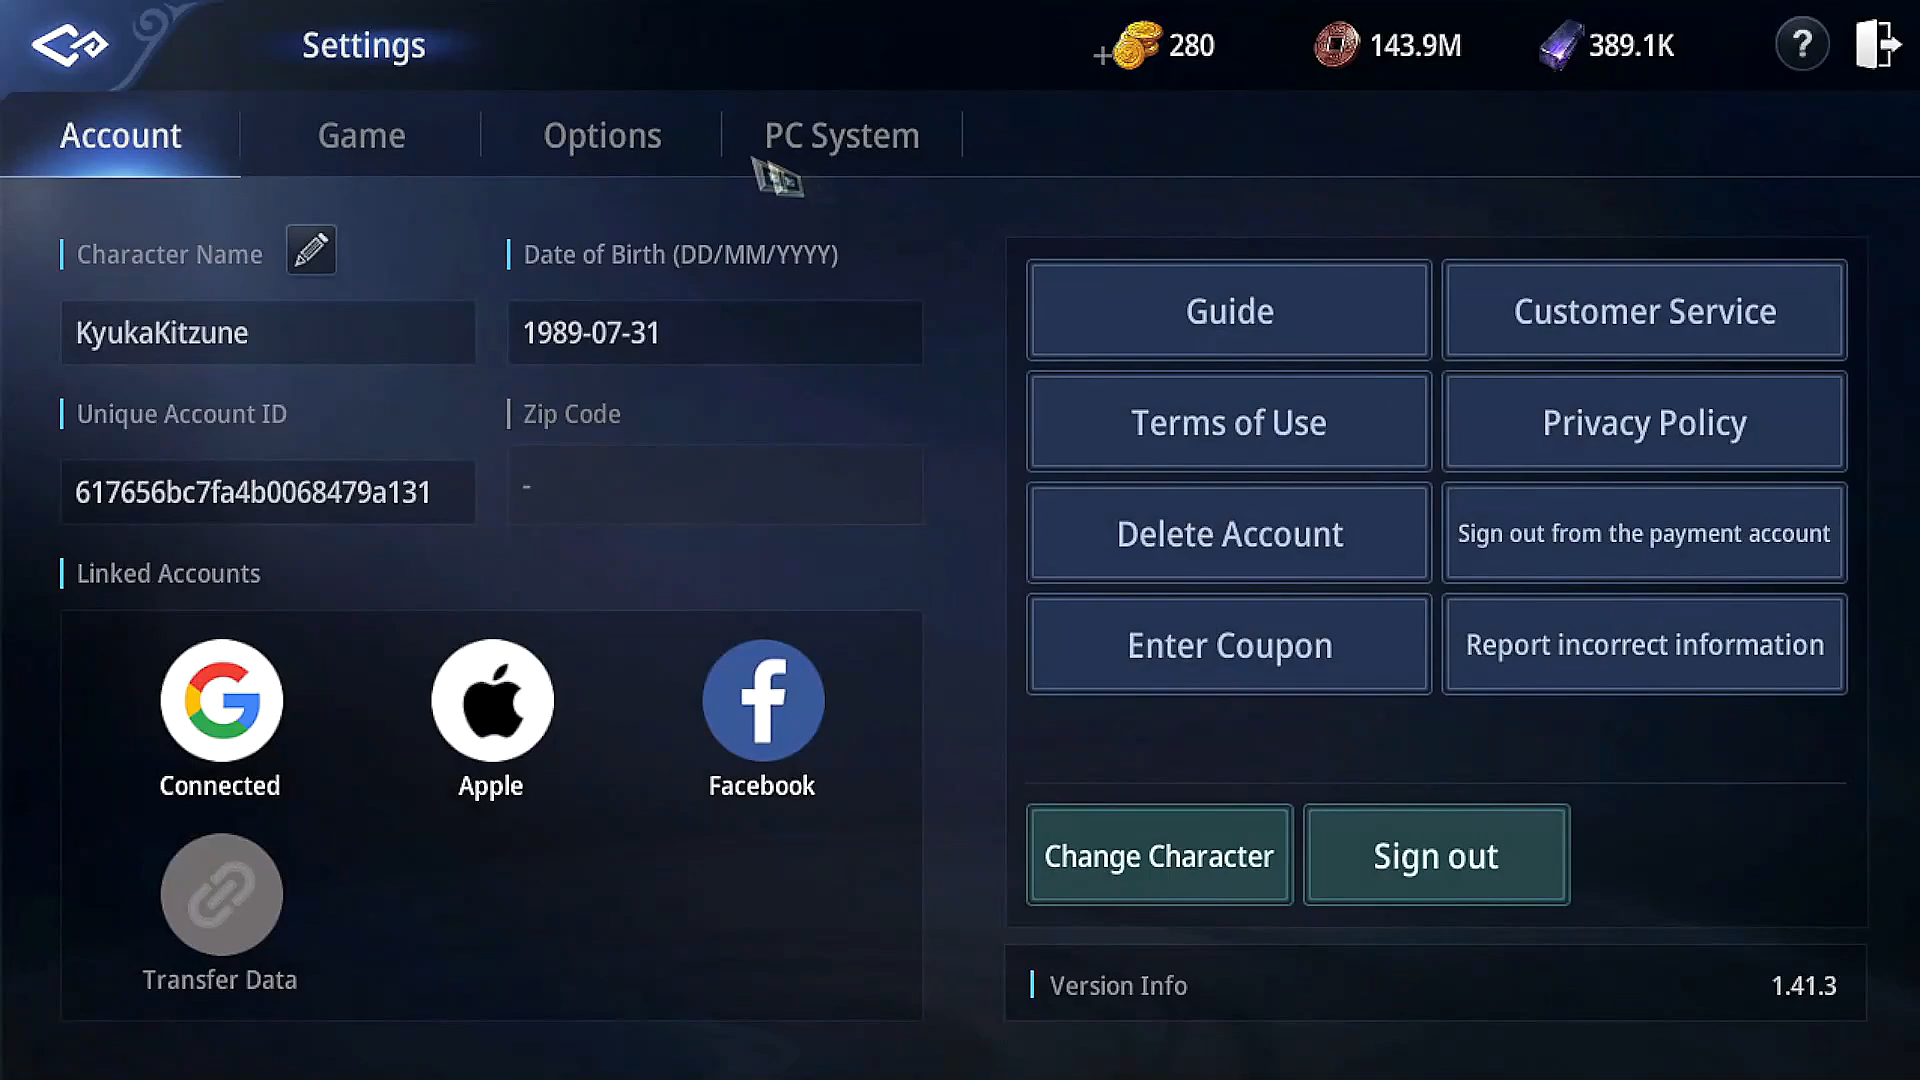 Settings
280
143.9M
389.1K
?
Account
Game
Options
PC System
Character Name
Date of Birth (DD/MM/YYYY)
KyukaKitzune
1989-07-31
Unique Account ID
Zip Code
617656bc7fa4b0068479a131
-
Linked Accounts
Connected
Apple
Facebook
Transfer Data
Guide
Customer Service
Terms of Use
Privacy Policy
Delete Account
Sign out from the payment account
Enter Coupon
Report incorrect information
Change Character
Sign out
Version Info
1.41.3